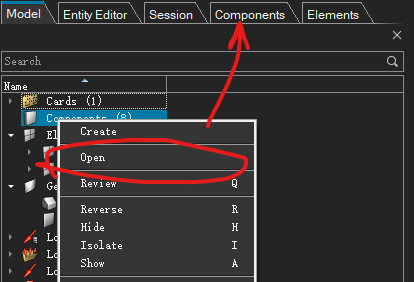 Model Entity Editor Session Components Elements
Search
Name
Cards (1)
Components (8)
El
Create
Open
Review Q
Ge
Reverse R
Hide H
Lo
Isolate I
Lo
Show A
Lo